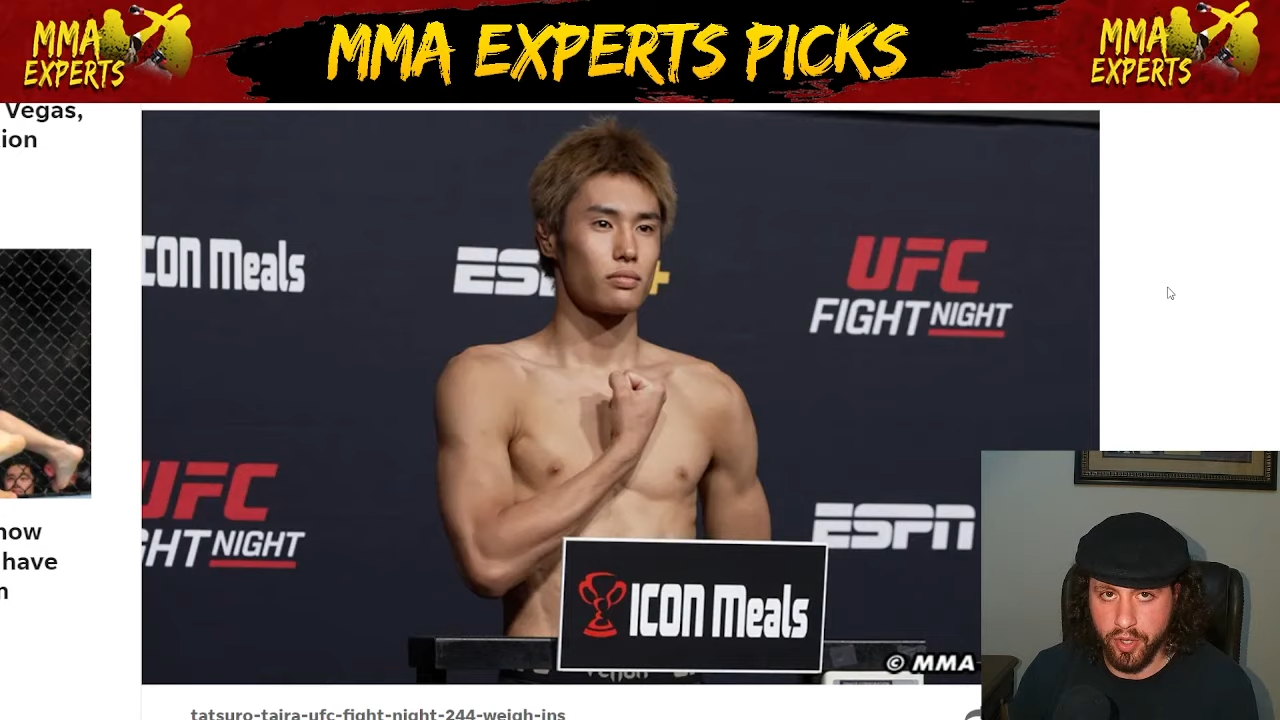 MMA
EXPERTS
MMA EXPERTS PICKS
MMA
EXPERTS
Vegas,
ion
ICON Meals
UFC
FIGHT NIGHT
UFC
NIGHT
ESPN
ICON Meals
© MMA
now
have
tatsuro-taira-ufc-fight-night-244-weigh-ins